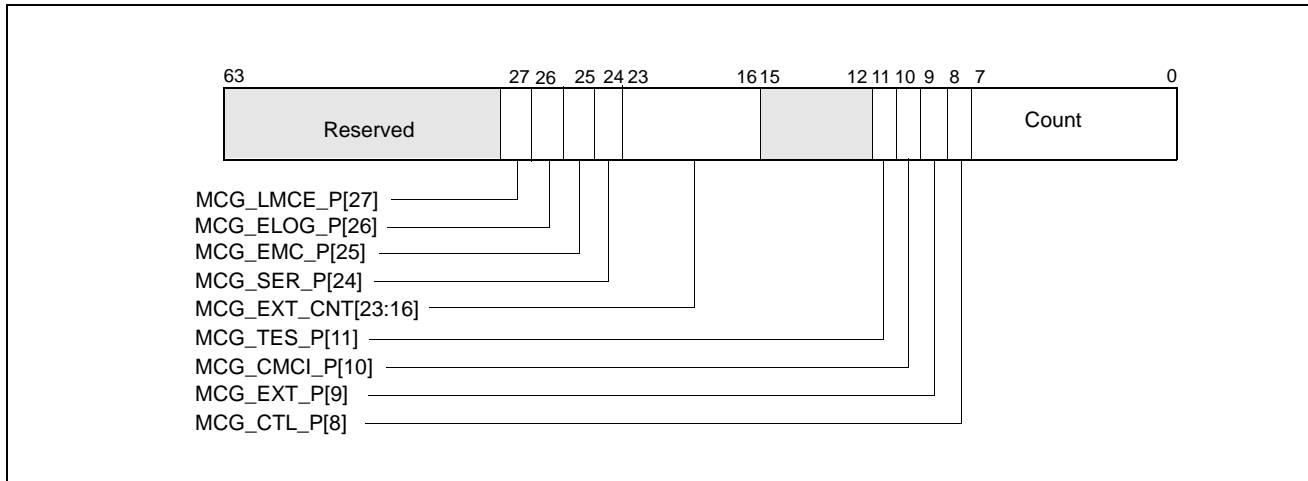 63 27 26 25 24 23 16 15 12 11 10 9 8 7 0
Reserved Count
MCG_LMCE_P[27]
MCG_ELOG_P[26]
MCG_EMC_P[25]
MCG_SER_P[24]
MCG_EXT_CNT[23:16]
MCG_TES_P[11]
MCG_CMCI_P[10]
MCG_EXT_P[9]
MCG_CTL_P[8]